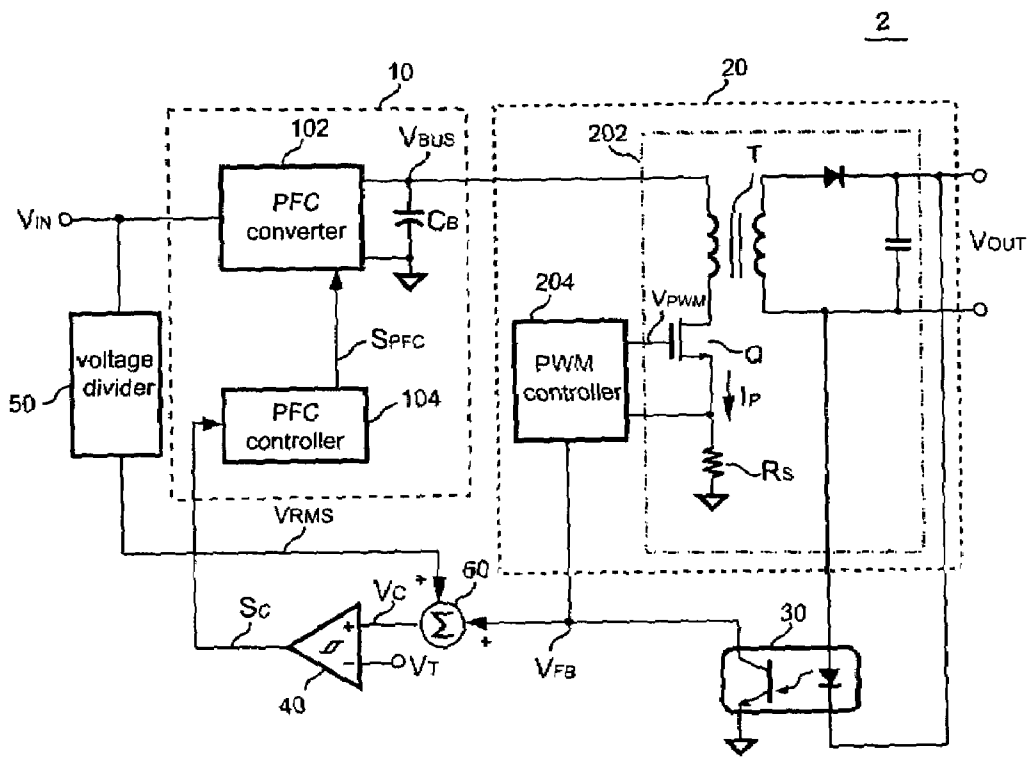 2
10
20
102
VBUS
202
T
VIN
PFC
converter
CB
VOUT
204
VPWM
voltage
divider
SPFC
Q
PWM
controller
50
PFC
controller
104
IP
RS
VRMS
+
60
VC
SC
+
Σ
+
30
-
VT
VFB
40